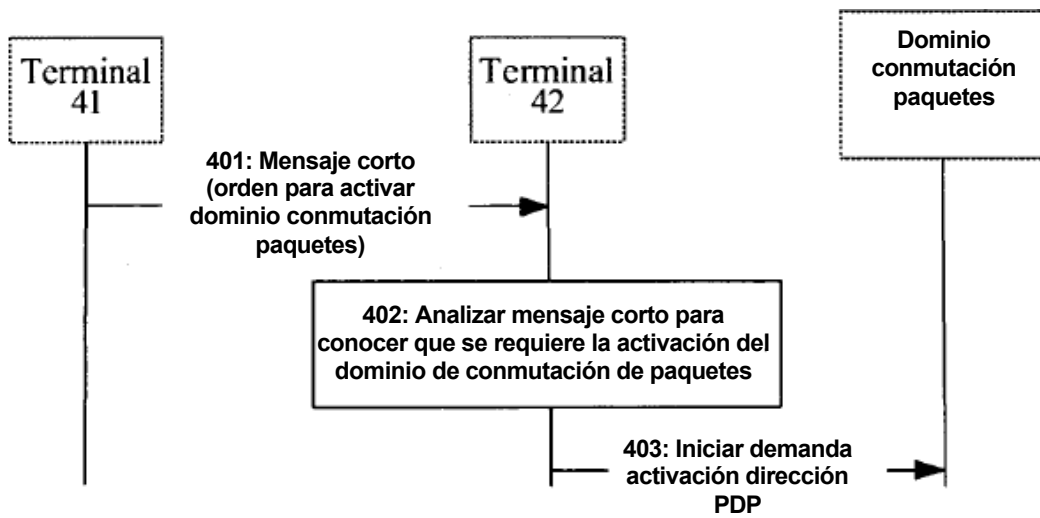 Terminal
41
Terminal
42
Dominio
conmutación
paquetes
401: Mensaje corto
(orden para activar
dominio conmutación
paquetes)
402: Analizar mensaje corto para
conocer que se requiere la activación del
dominio de conmutación de paquetes
403: Iniciar demanda
activación dirección
PDP